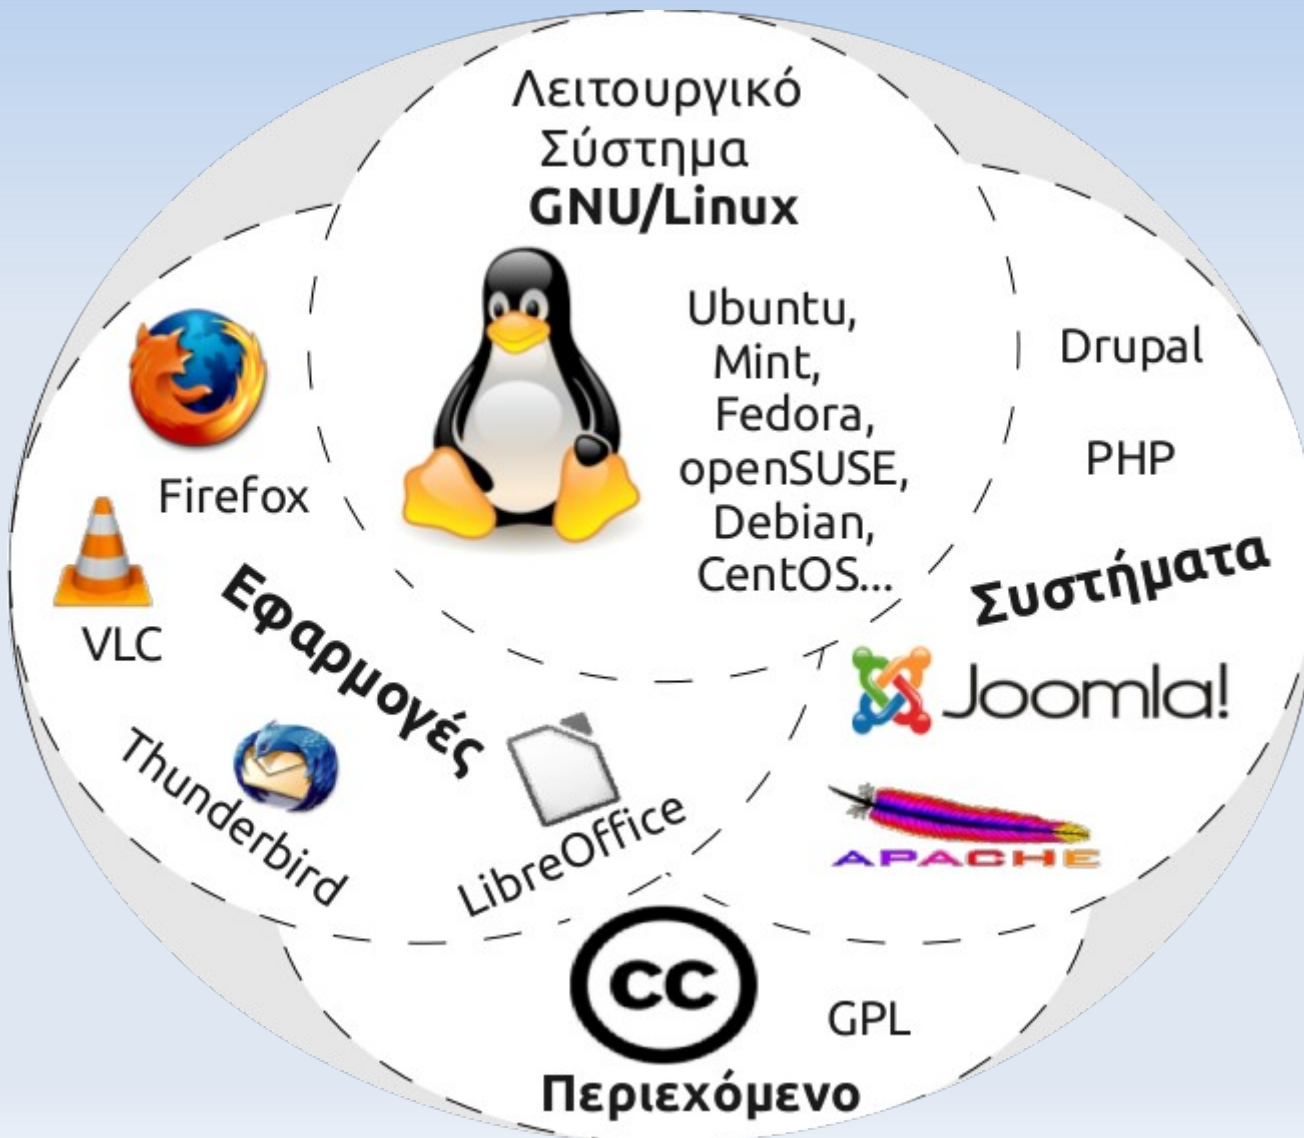 Λειτουργικό
Σύστημα
GNU/Linux
Ubuntu,
Mint,
Fedora,
openSUSE,
Debian,
CentOS...
Firefox
VLC
Εφαρμογές
Thunderbird
LibreOffice
Drupal
PHP
Συστήματα
Joomla!
APACHE
cc
GPL
Περιεχόμενο